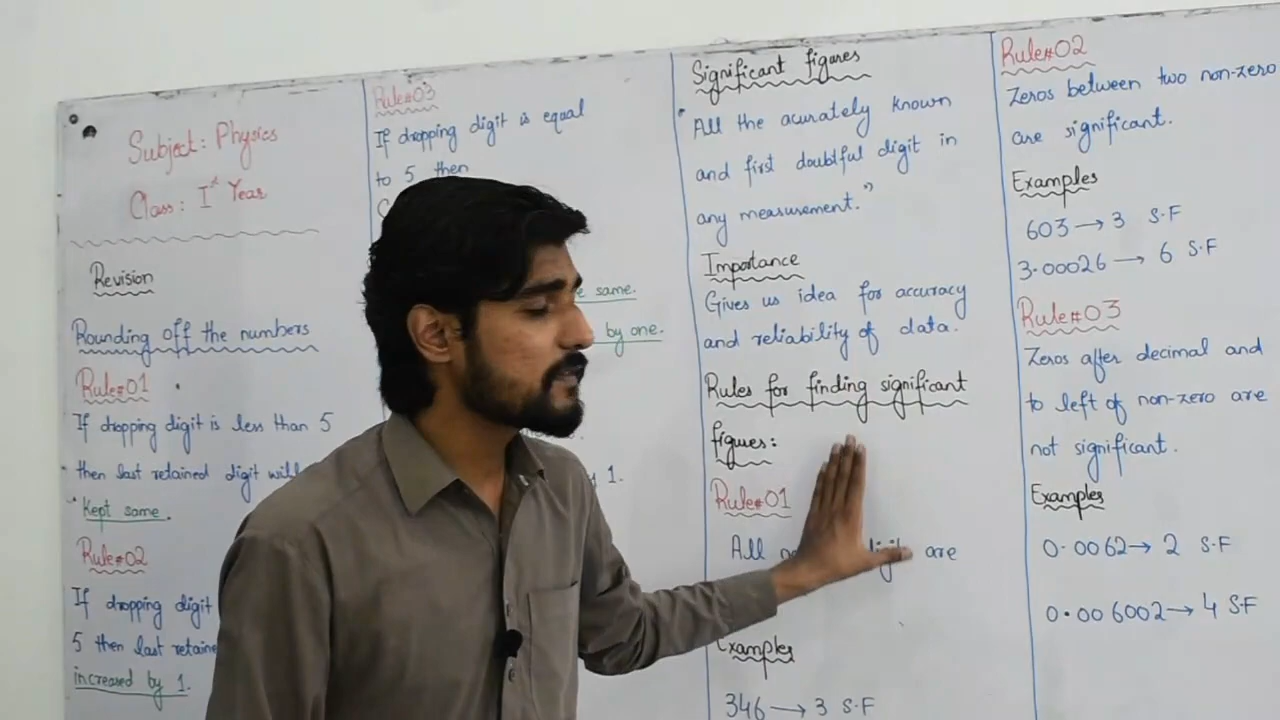 Subject: Physics
Class: Ist Year
Revision
Rounding off the numbers
Rule#01
If dropping digit is less than 5
then last retained digit will
Kept same.
Rule#02
If dropping digit
5 then last retaine
increased by 1.
Rule#03
If dropping digit is equal
to 5 then
same.
by one.
1.
Significant figures
All the acurately known
and first doubtful digit in
any measurement."
Importance
Gives us idea for accuracy
and reliability of data.
Rules for finding significant
figues:
Rule#01
All digit are
Examples
346 → 3 S.F
Rule#02
Zeros between two non-zero
are significant.
Examples
603 → 3 S.F
3.00026 → 6 S.F
Rule#03
Zeros after decimal and
to left of non-zero are
not significant.
Examples
0.0062 → 2 S.F
0.006002 → 4 S.F